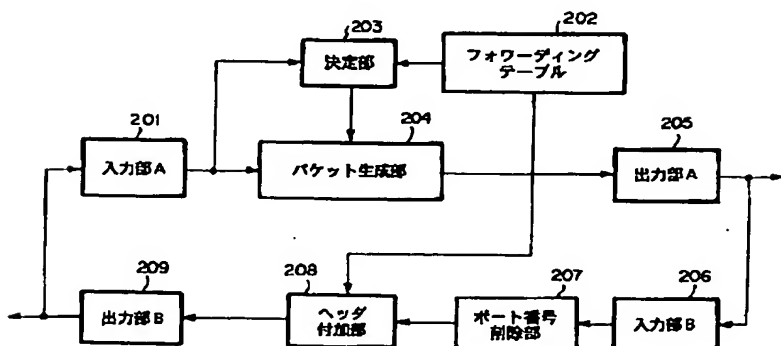 203
決定部
202
フォワーディング
テーブル
201
入力部A
204
パケット生成部
205
出力部A
209
出力部B
208
ヘッダ
付加部
207
ポート番号
削除部
206
入力部B